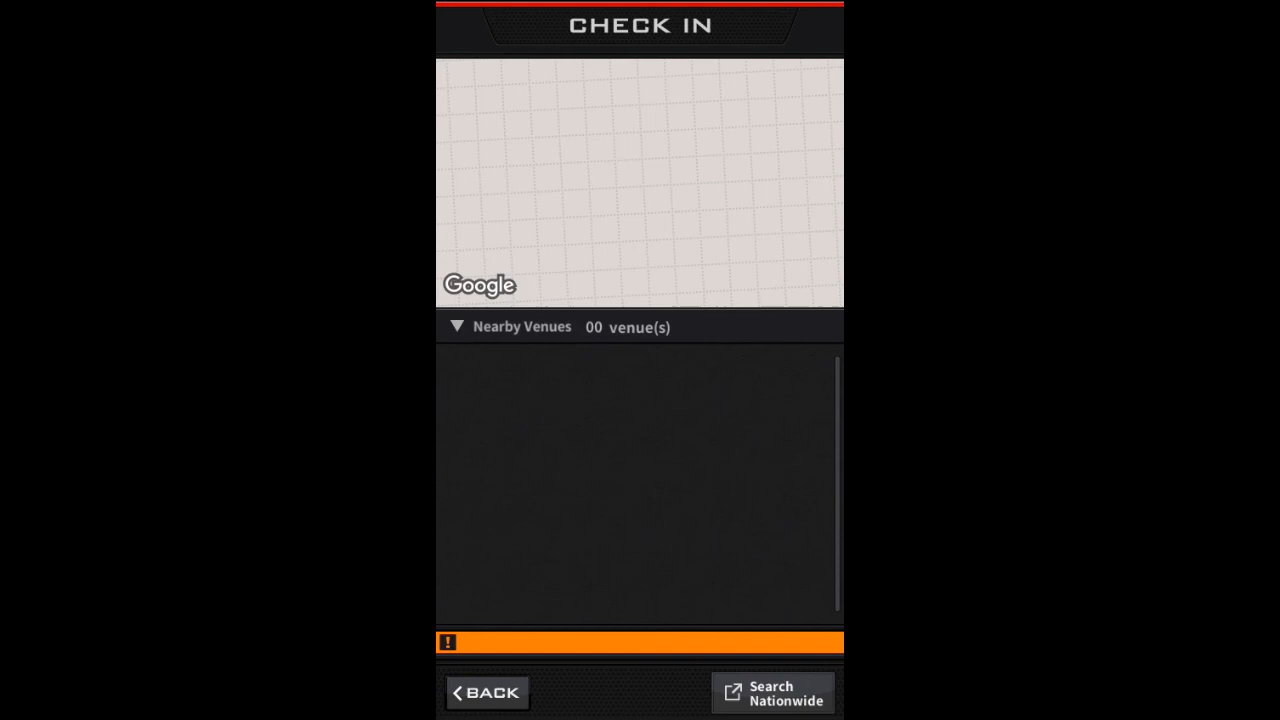 CHECK IN
Google
Nearby Venues 00 venue(s)
!
BACK
Search
Nationwide